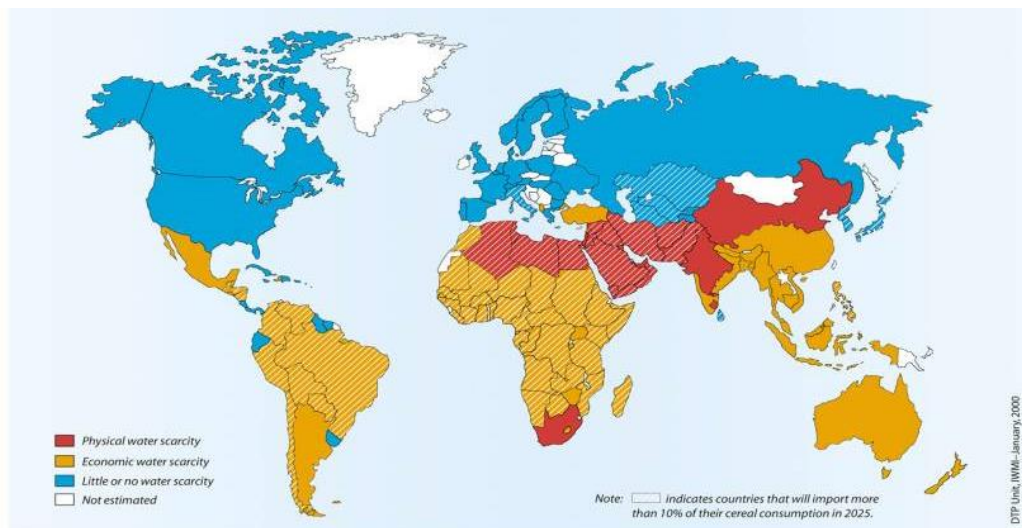 Physical water scarcity
Economic water scarcity
Little or no water scarcity
Not estimated
Note: indicates countries that will import more
than 10% of their cereal consumption in 2025.
DTP Unit, IWMI–January, 2000